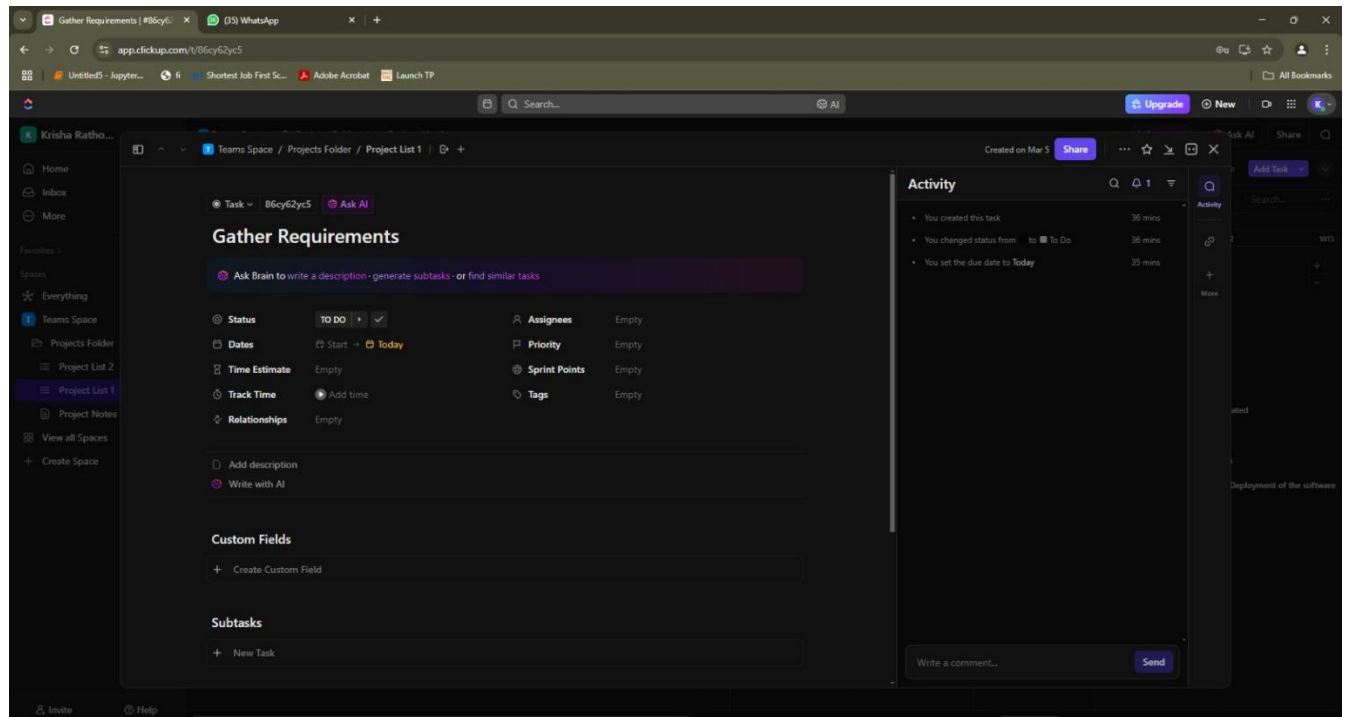 Gather Requirements | #86cy62
(35) WhatsApp
app.clickup.com/t/86cy62yc5
Untitled5 - Jupyter...
fi
Shortest Job First Sc...
Adobe Acrobat
Launch TP
All Bookmarks
Search...
AI
Upgrade
New
K
K Krisha Ratho...
Home
Inbox
More
Favorites >
Spaces
Everything
T Teams Space
Projects Folder
Project List 2
Project List 1
Project Notes
View all Spaces
Create Space
Invite
Help
T Teams Space / Projects Folder / Project List 1
Created on Mar 5
Share
Task
86cy62yc5
Ask AI
Gather Requirements
Ask Brain to write a description - generate subtasks - or find similar tasks
Status TO DO
Assignees Empty
Dates Start → Today
Priority Empty
Time Estimate Empty
Sprint Points Empty
Track Time Add time
Tags Empty
Relationships Empty
Add description
Write with AI
Custom Fields
+ Create Custom Field
Subtasks
+ New Task
Activity
1
• You created this task 36 mins
• You changed status from to To Do 36 mins
• You set the due date to Today 35 mins
Write a comment...
Send
Activity
More
Ask AI
Share
Add Task
Search...
W15
ated
Deployment of the software